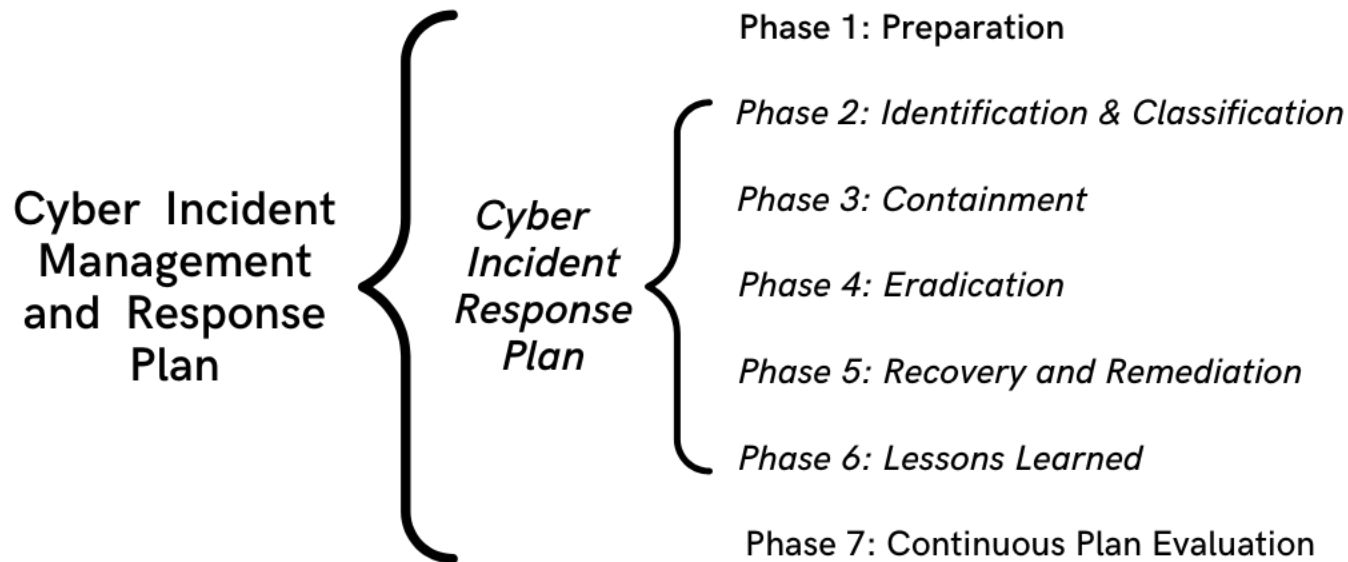 Cyber Incident
Management
and Response
Plan
Cyber
Incident
Response
Plan
Phase 1: Preparation
Phase 2: Identification & Classification
Phase 3: Containment
Phase 4: Eradication
Phase 5: Recovery and Remediation
Phase 6: Lessons Learned
Phase 7: Continuous Plan Evaluation